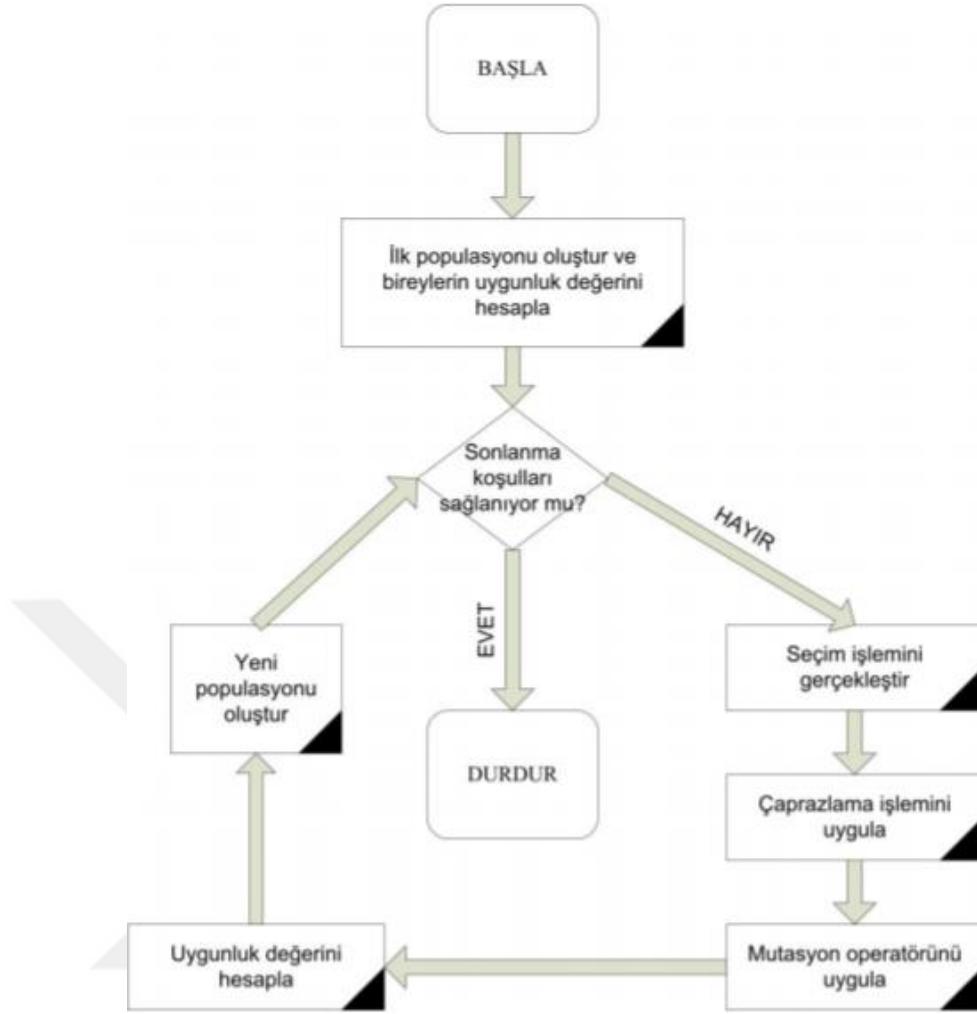 BAŞLA
İlk populasyonu oluştur ve
bireylerin uygunluk değerini
hesapla
Sonlanma
koşulları
sağlanıyor mu?
HAYIR
EVET
Yeni
populasyonu
oluştur
Seçim işlemini
gerçekleştir
DURDUR
Çaprazlama işlemini
uygula
Uygunluk değerini
hesapla
Mutasyon operatörünü
uygula